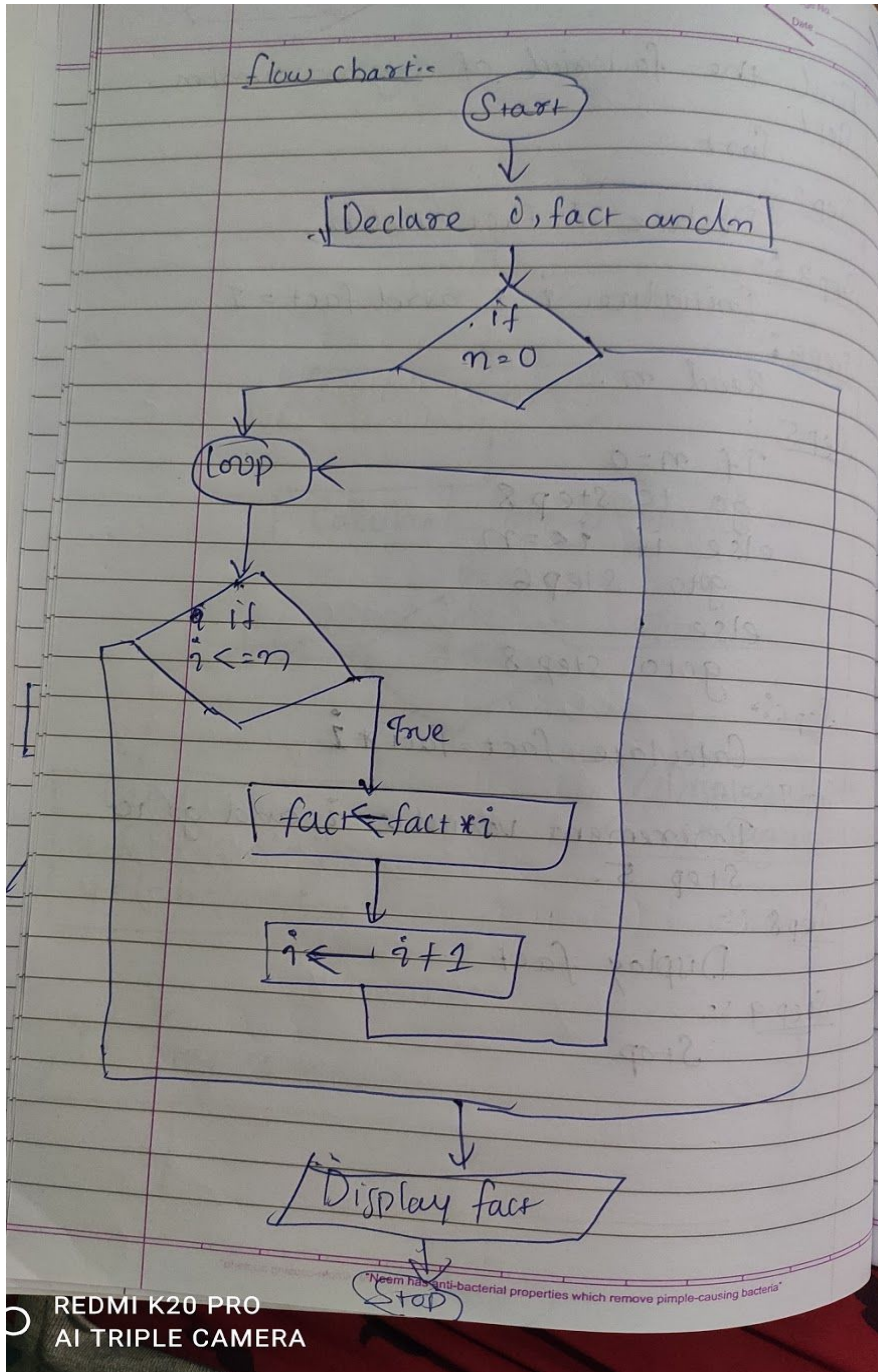 flow chart:-
Start
Declare i, fact and n
if
n=0
loop
if
i <= n
True
fact ← fact * i
i ← i + 1
Display fact
"Neem has anti-bacterial properties which remove pimple-causing bacteria"
Stop
Date
REDMI K20 PRO
AI TRIPLE CAMERA